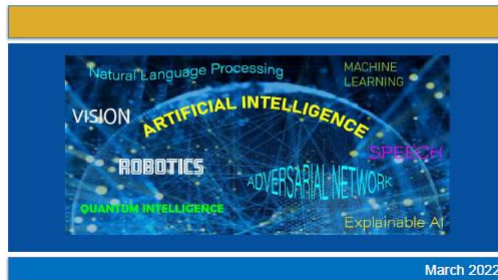 Natural Language Processing
MACHINE
LEARNING
VISION
ARTIFICIAL INTELLIGENCE
SPEECH
ROBOTICS
ADVERSARIAL NETWORK
QUANTUM INTELLIGENCE
Explainable AI
March 2022